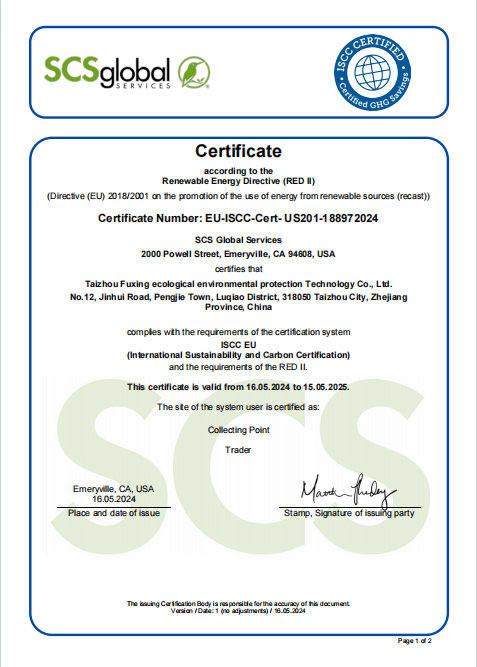 SCSglobal
SERVICES
ISCC CERTIFIED
Certified GHG Savings
Certificate
according to the
Renewable Energy Directive (RED II)
(Directive (EU) 2018/2001 on the promotion of the use of energy from renewable sources (recast))
Certificate Number: EU-ISCC-Cert- US201-188972024
SCS Global Services
2000 Powell Street, Emeryville, CA 94608, USA
certifies that
Taizhou Fuxing ecological environmental protection Technology Co., Ltd.
No.12, Jinhui Road, Pengjie Town, Luqiao District, 318050 Taizhou City, Zhejiang
Province, China
complies with the requirements of the certification system
ISCC EU
(International Sustainability and Carbon Certification)
and the requirements of the RED II.
This certificate is valid from 16.05.2024 to 15.05.2025.
The site of the system user is certified as:
Collecting Point
Trader
SCS
Emeryville, CA, USA
16.05.2024
Place and date of issue
Stamp, Signature of issuing party
The issuing Certification Body is responsible for the accuracy of this document.
Version / Date: 1 (no adjustments) / 16.05.2024
Page 1 of 2